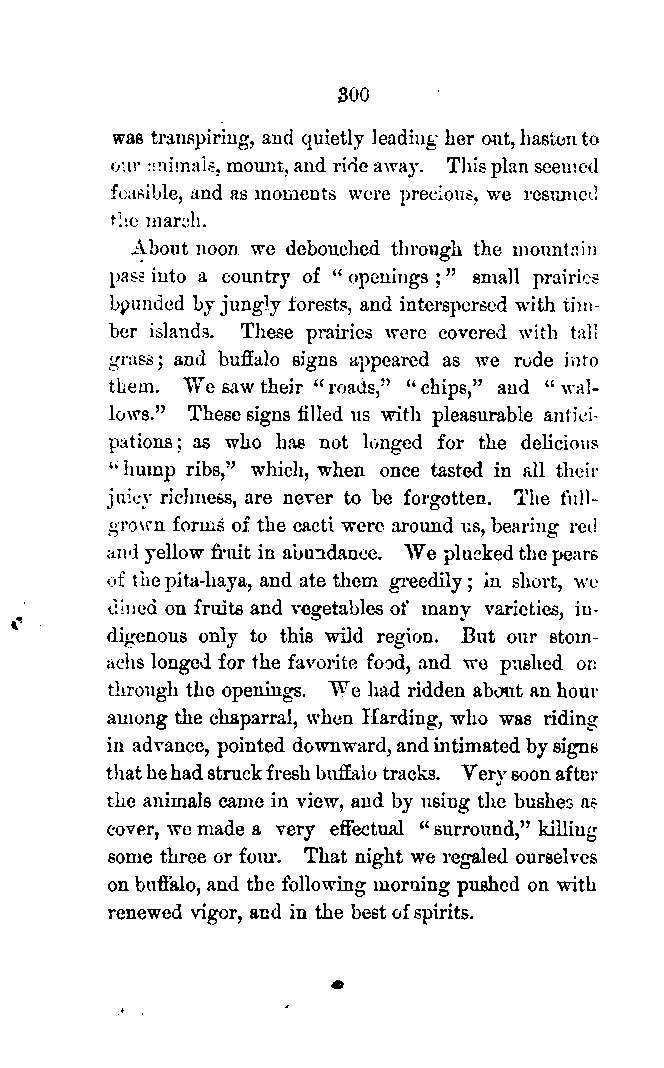 300
was transpiring, and quietly leading her out, hasten to
our animals, mount, and ride away. This plan seemed
feasible, and as moments were precious, we resumed
the march.
About noon we debouched through the mountain
pass into a country of "openings;" small prairies
bounded by jungly forests, and interspersed with tim-
ber islands. These prairies were covered with tall
grass; and buffalo signs appeared as we rode into
them. We saw their "roads," "chips," and "wal-
lows." These signs filled us with pleasurable antici-
pations; as who has not longed for the delicious
"hump ribs," which, when once tasted in all their
juicy richness, are never to be forgotten. The full-
grown forms of the cacti were around us, bearing red
and yellow fruit in abundance. We plucked the pears
of the pita-haya, and ate them greedily; in short, we
dined on fruits and vegetables of many varieties, in-
digenous only to this wild region. But our stom-
achs longed for the favorite food, and we pushed on
through the openings. We had ridden about an hour
among the chaparral, when Harding, who was riding
in advance, pointed downward, and intimated by signs
that he had struck fresh buffalo tracks. Very soon after
the animals came in view, and by using the bushes as
cover, we made a very effectual "surround," killing
some three or four. That night we regaled ourselves
on buffalo, and the following morning pushed on with
renewed vigor, and in the best of spirits.